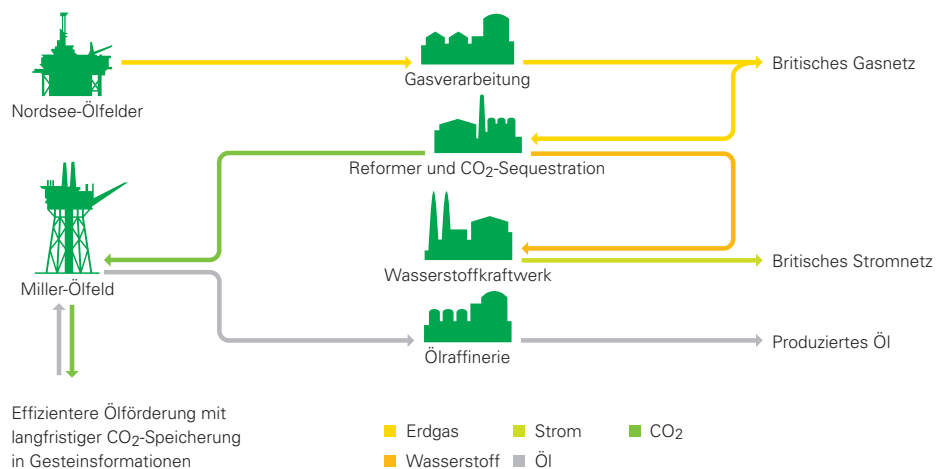 Nordsee-Ölfelder
Gasverarbeitung
Britisches Gasnetz
Reformer und CO₂-Sequestration
Miller-Ölfeld
Wasserstoffkraftwerk
Britisches Stromnetz
Ölraffinerie
Produziertes Öl
Effizientere Ölförderung mit
langfristiger CO₂-Speicherung
in Gesteinsformationen
Erdgas Strom CO₂
Wasserstoff Öl